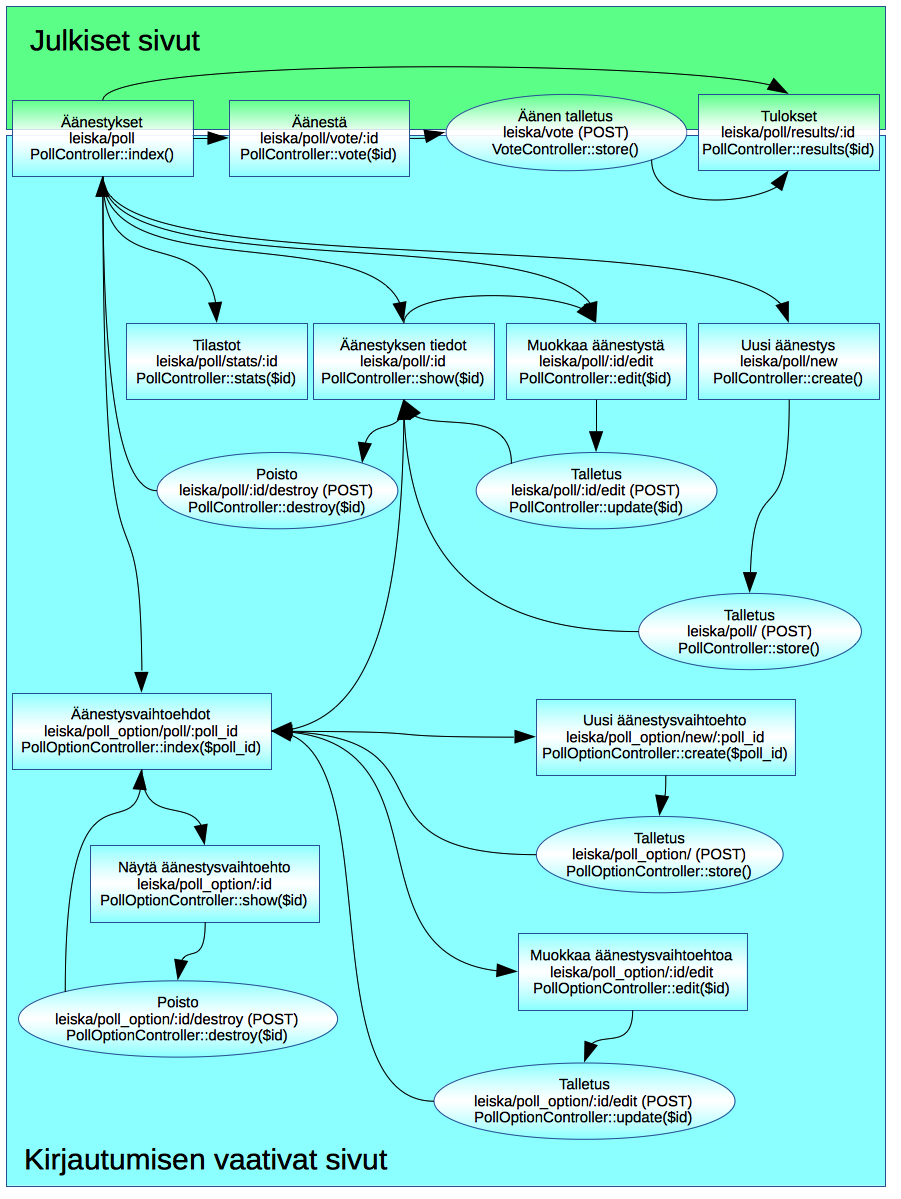 Julkiset sivut
Äänestykset
leiska/poll
PollController::index()
Äänestä
leiska/poll/vote/:id
PollController::vote($id)
Äänen talletus
leiska/vote (POST)
VoteController::store()
Tulokset
leiska/poll/results/:id
PollController::results($id)
Tilastot
leiska/poll/stats/:id
PollController::stats($id)
Äänestyksen tiedot
leiska/poll/:id
PollController::show($id)
Muokkaa äänestystä
leiska/poll/:id/edit
PollController::edit($id)
Uusi äänestys
leiska/poll/new
PollController::create()
Poisto
leiska/poll/:id/destroy (POST)
PollController::destroy($id)
Talletus
leiska/poll/:id/edit (POST)
PollController::update($id)
Talletus
leiska/poll/ (POST)
PollController::store()
Äänestysvaihtoehdot
leiska/poll_option/poll/:poll_id
PollOptionController::index($poll_id)
Uusi äänestysvaihtoehto
leiska/poll_option/new/:poll_id
PollOptionController::create($poll_id)
Talletus
leiska/poll_option/ (POST)
PollOptionController::store()
Näytä äänestysvaihtoehto
leiska/poll_option/:id
PollOptionController::show($id)
Muokkaa äänestysvaihtoehtoa
leiska/poll_option/:id/edit
PollOptionController::edit($id)
Poisto
leiska/poll_option/:id/destroy (POST)
PollOptionController::destroy($id)
Talletus
leiska/poll_option/:id/edit (POST)
PollOptionController::update($id)
Kirjautumisen vaativat sivut